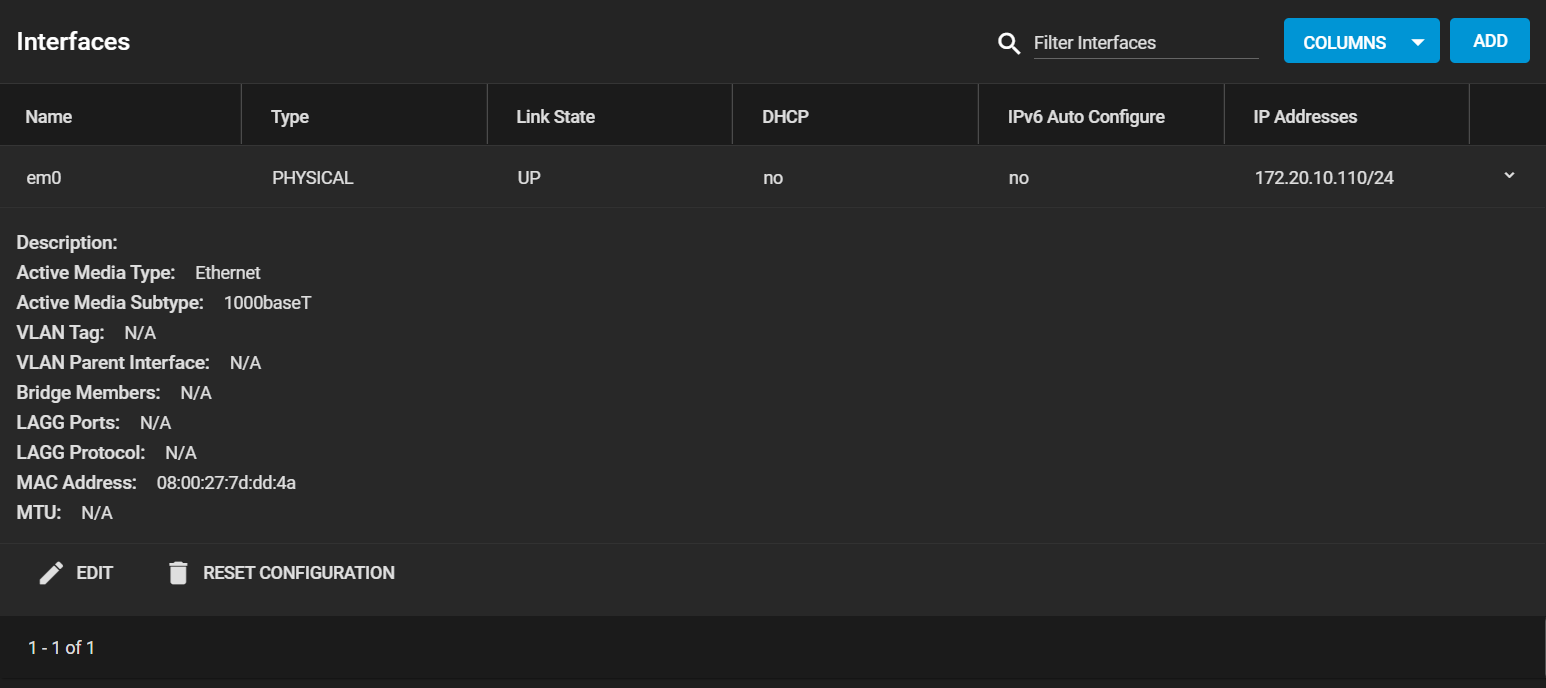 Interfaces
Filter Interfaces
COLUMNS
ADD
Name Type Link State DHCP IPv6 Auto Configure IP Addresses
em0 PHYSICAL UP no no 172.20.10.110/24
Description:
Active Media Type: Ethernet
Active Media Subtype: 1000baseT
VLAN Tag: N/A
VLAN Parent Interface: N/A
Bridge Members: N/A
LAGG Ports: N/A
LAGG Protocol: N/A
MAC Address: 08:00:27:7d:dd:4a
MTU: N/A
EDIT RESET CONFIGURATION
1 - 1 of 1